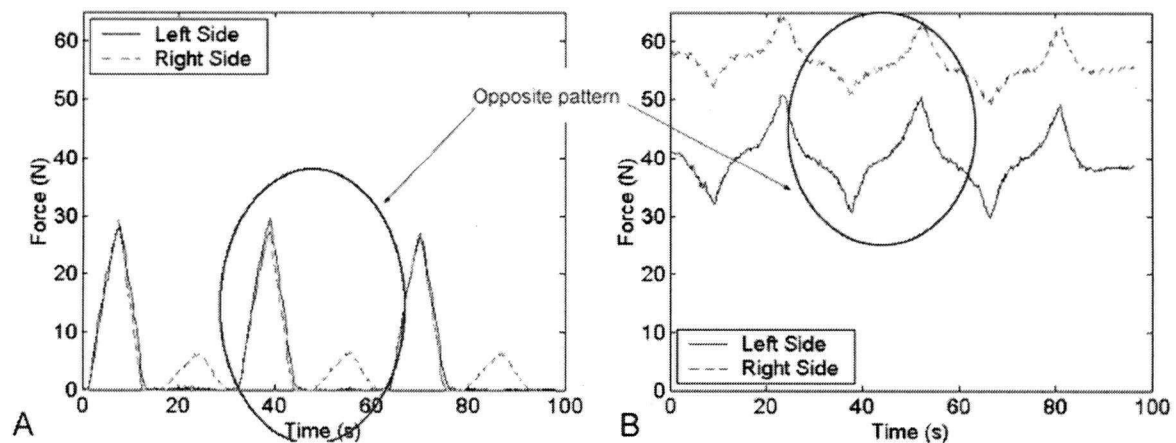 60
50
40
30
20
10
0
Force (N)
Left Side
Right Side
0 20 40 60 80 100
Time (s)
A
Opposite pattern
60
50
40
30
20
10
0
Force (N)
Left Side
Right Side
0 20 40 60 80 100
Time (s)
B